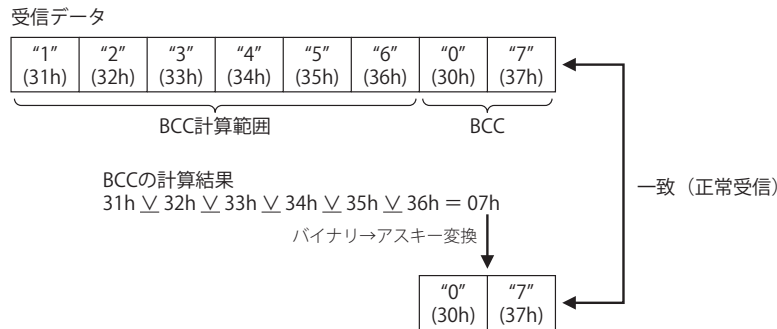 受信データ
“1” “2” “3” “4” “5” “6” “0” “7”
(31h) (32h) (33h) (34h) (35h) (36h) (30h) (37h)
BCC計算範囲 BCC
BCCの計算結果
31h ⊻ 32h ⊻ 33h ⊻ 34h ⊻ 35h ⊻ 36h = 07h
一致（正常受信）
バイナリ→アスキー変換
“0” “7”
(30h) (37h)